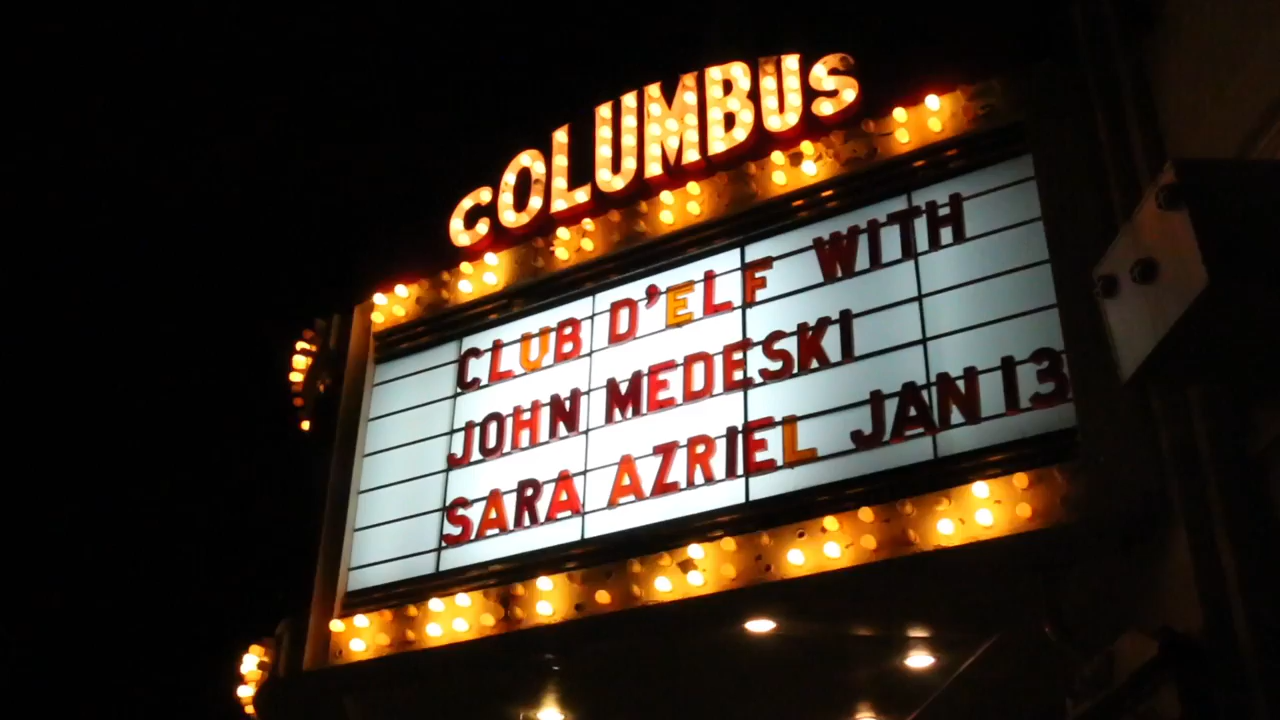 COLUMBUS
CLUB D'ELF WITH
JOHN MEDESKI
SARA AZRIEL JAN 13